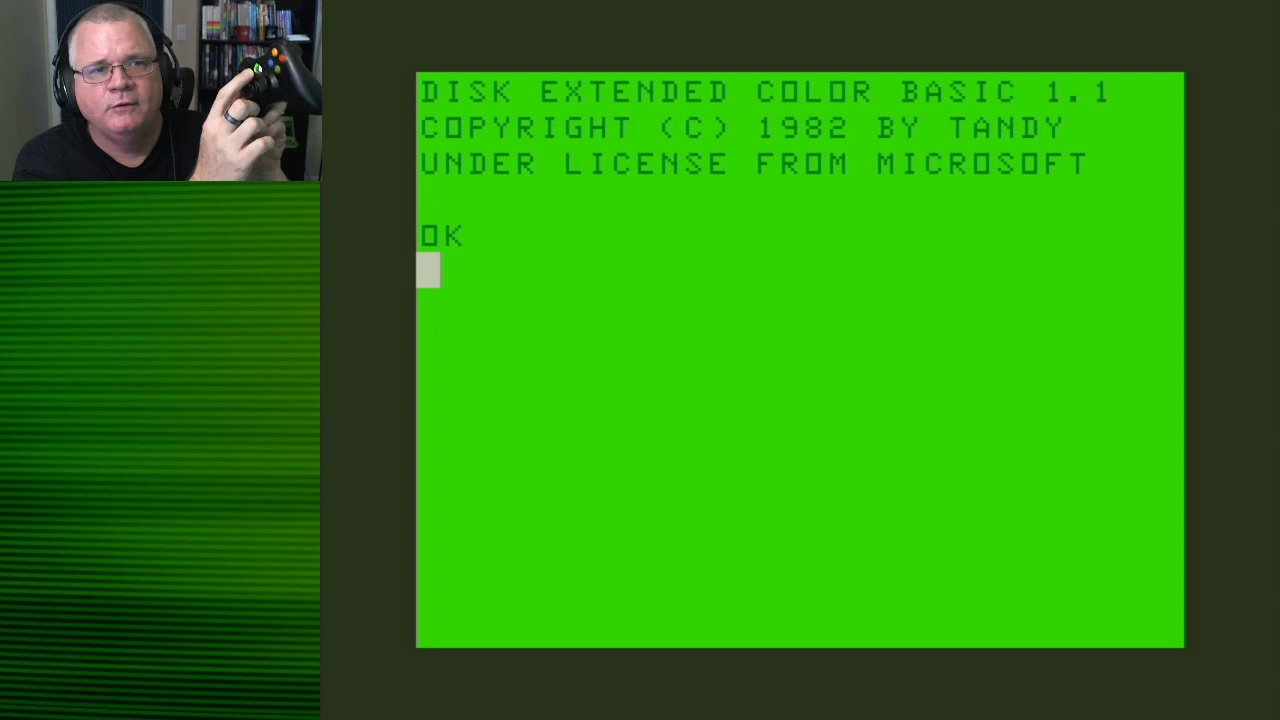 DISK EXTENDED COLOR BASIC 1.1
COPYRIGHT (C) 1982 BY TANDY
UNDER LICENSE FROM MICROSOFT
OK